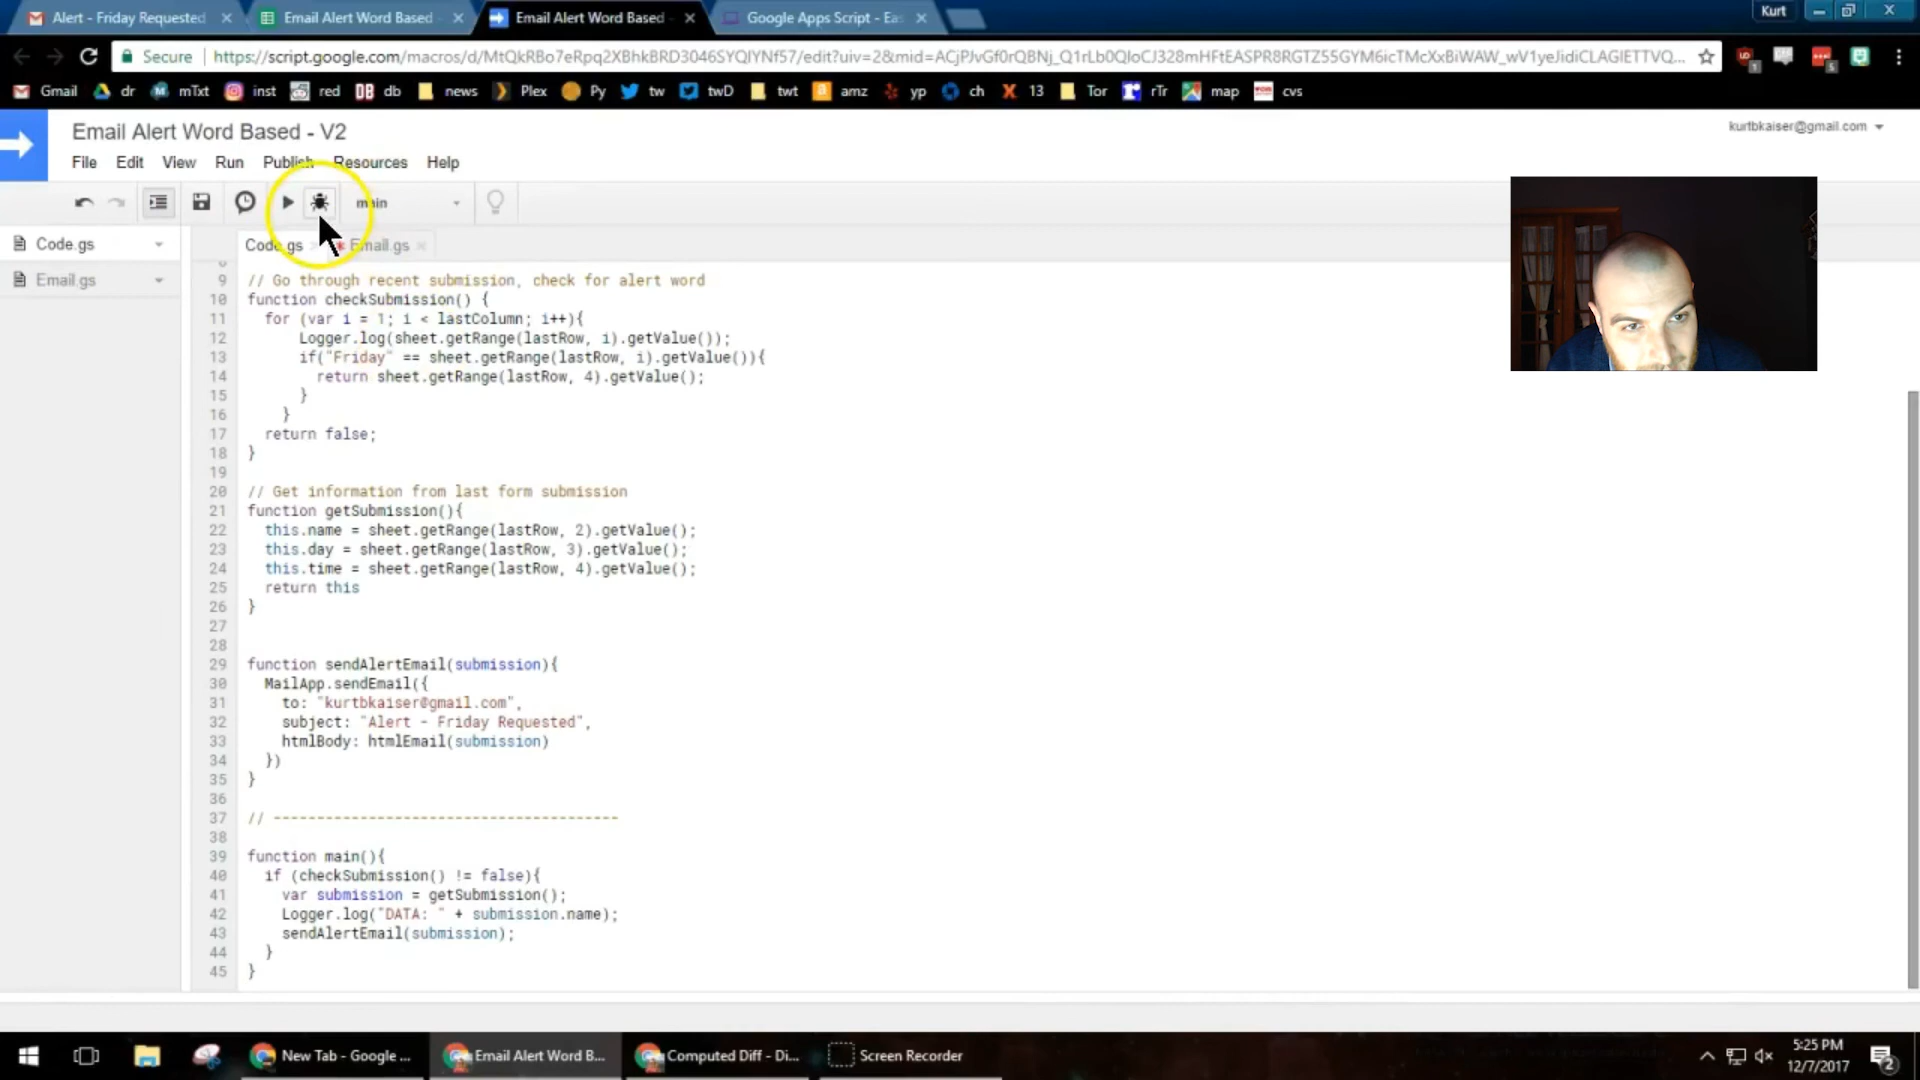 Alert - Friday Requested
Email Alert Word Based
Email Alert Word Based
Google Apps Script - Eas
Kurt
Secure
Gmail
dr
mTxt
inst
red
db
news
Plex
Py
tw
twD
twt
amz
yp
ch
13
Tor
rTr
map
cvs
Email Alert Word Based - V2
kurtbkaiser@gmail.com
File Edit View Run Publish Resources Help
main
Code.gs
Code.gs
Email.gs
Email.gs
9 // Go through recent submission, check for alert word
10 function checkSubmission() {
11 for (var i = 1; i < lastColumn; i++){
12 Logger.log(sheet.getRange(lastRow, i).getValue());
13 if("Friday" == sheet.getRange(lastRow, i).getValue()){
14 return sheet.getRange(lastRow, 4).getValue();
15 }
16 }
17 return false;
18 }
19
20 // Get information from last form submission
21 function getSubmission(){
22 this.name = sheet.getRange(lastRow, 2).getValue();
23 this.day = sheet.getRange(lastRow, 3).getValue();
24 this.time = sheet.getRange(lastRow, 4).getValue();
25 return this
26 }
27
28
29 function sendAlertEmail(submission){
30 MailApp.sendEmail({
31 to: "kurtbkaiser@gmail.com",
32 subject: "Alert - Friday Requested",
33 htmlBody: htmlEmail(submission)
34 })
35 }
36
37 // ----------------------------------------
38
39 function main(){
40 if (checkSubmission() != false){
41 var submission = getSubmission();
42 Logger.log("DATA: " + submission.name);
43 sendAlertEmail(submission);
44 }
45 }
New Tab - Google ...
Email Alert Word B...
Computed Diff - Di...
Screen Recorder
5:25 PM
12/7/2017
2